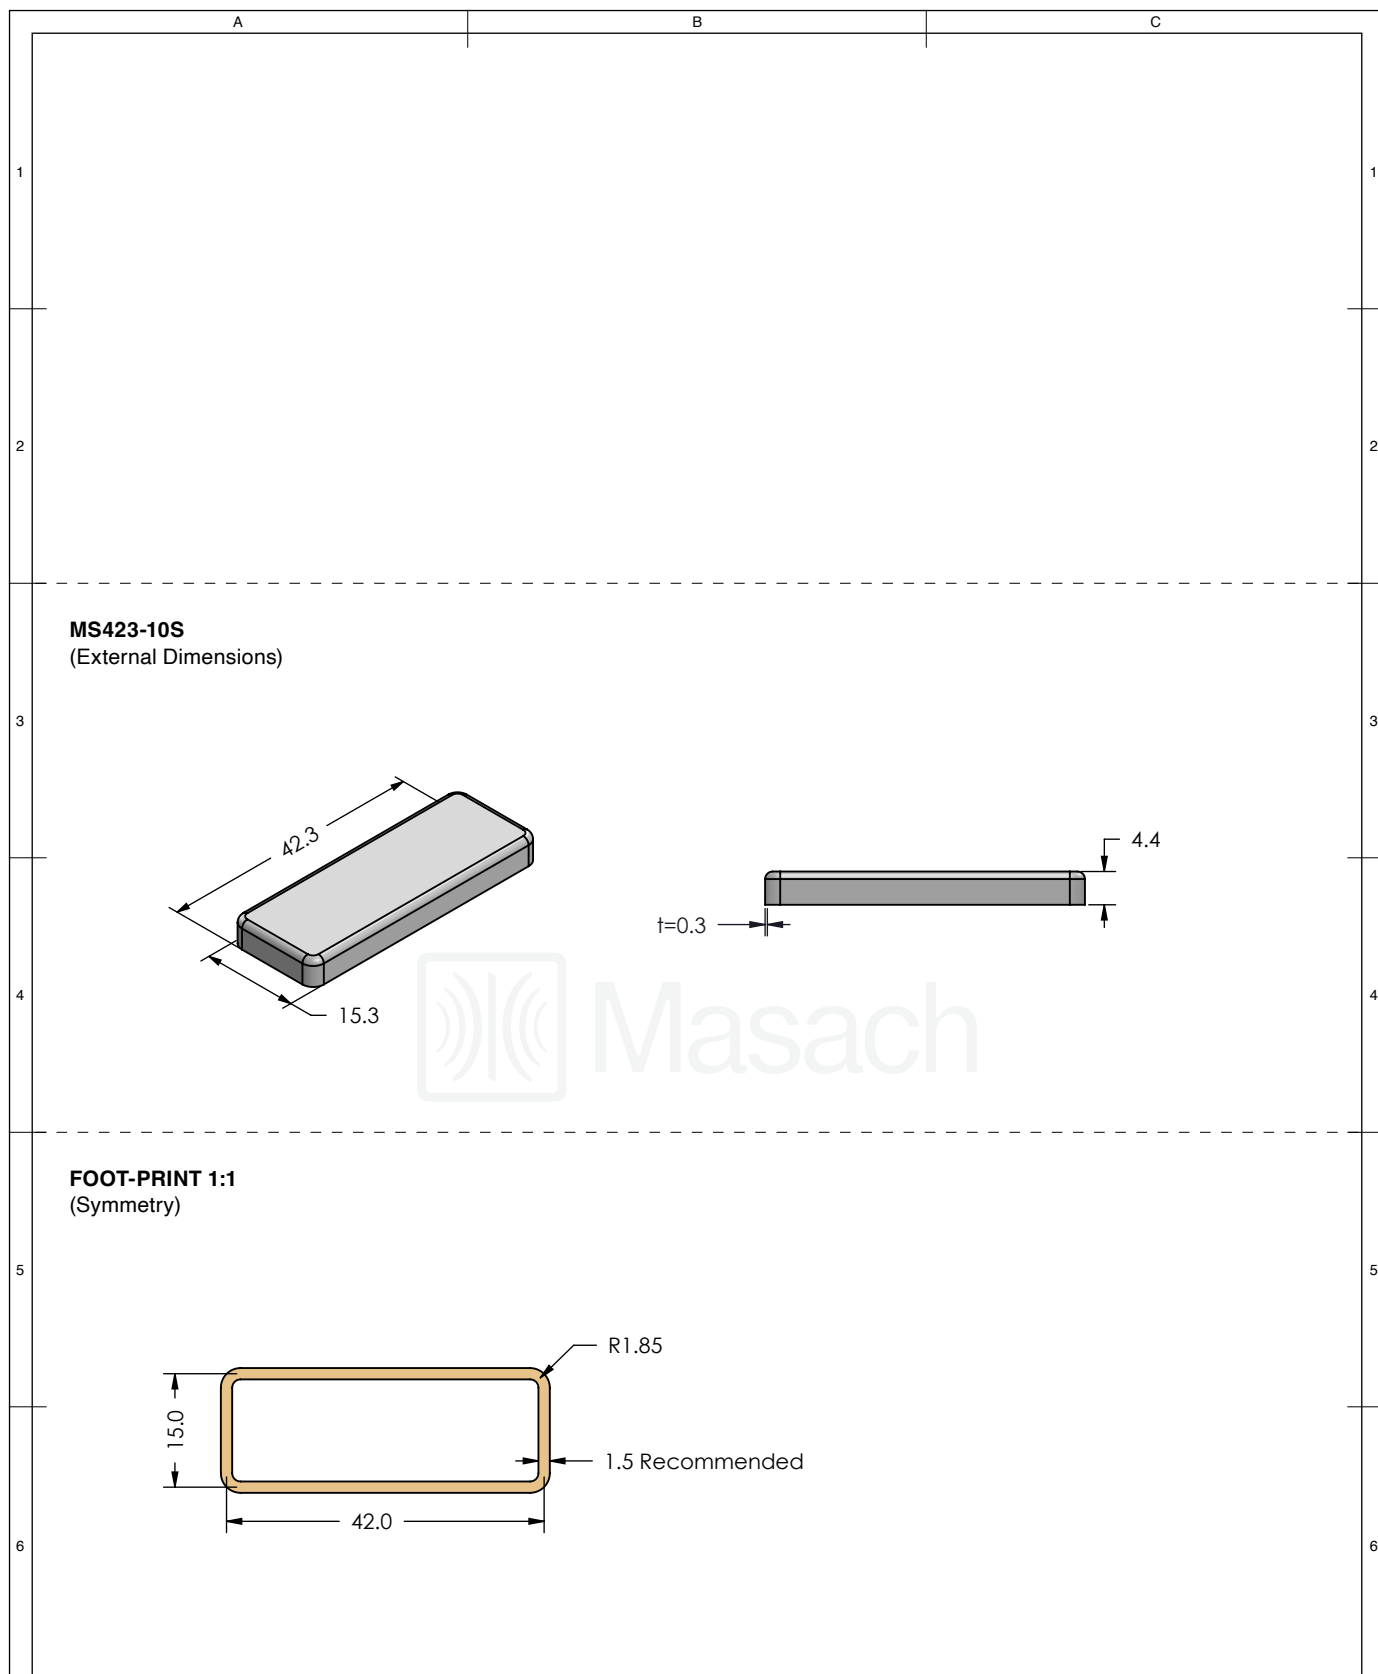 A B C
1 1
2 2
MS423-10S
(External Dimensions)
3 3
42.3
4.4
t=0.3
15.3
Masach
4 4
FOOT-PRINT 1:1
(Symmetry)
5 5
R1.85
15.0
1.5 Recommended
42.0
6 6